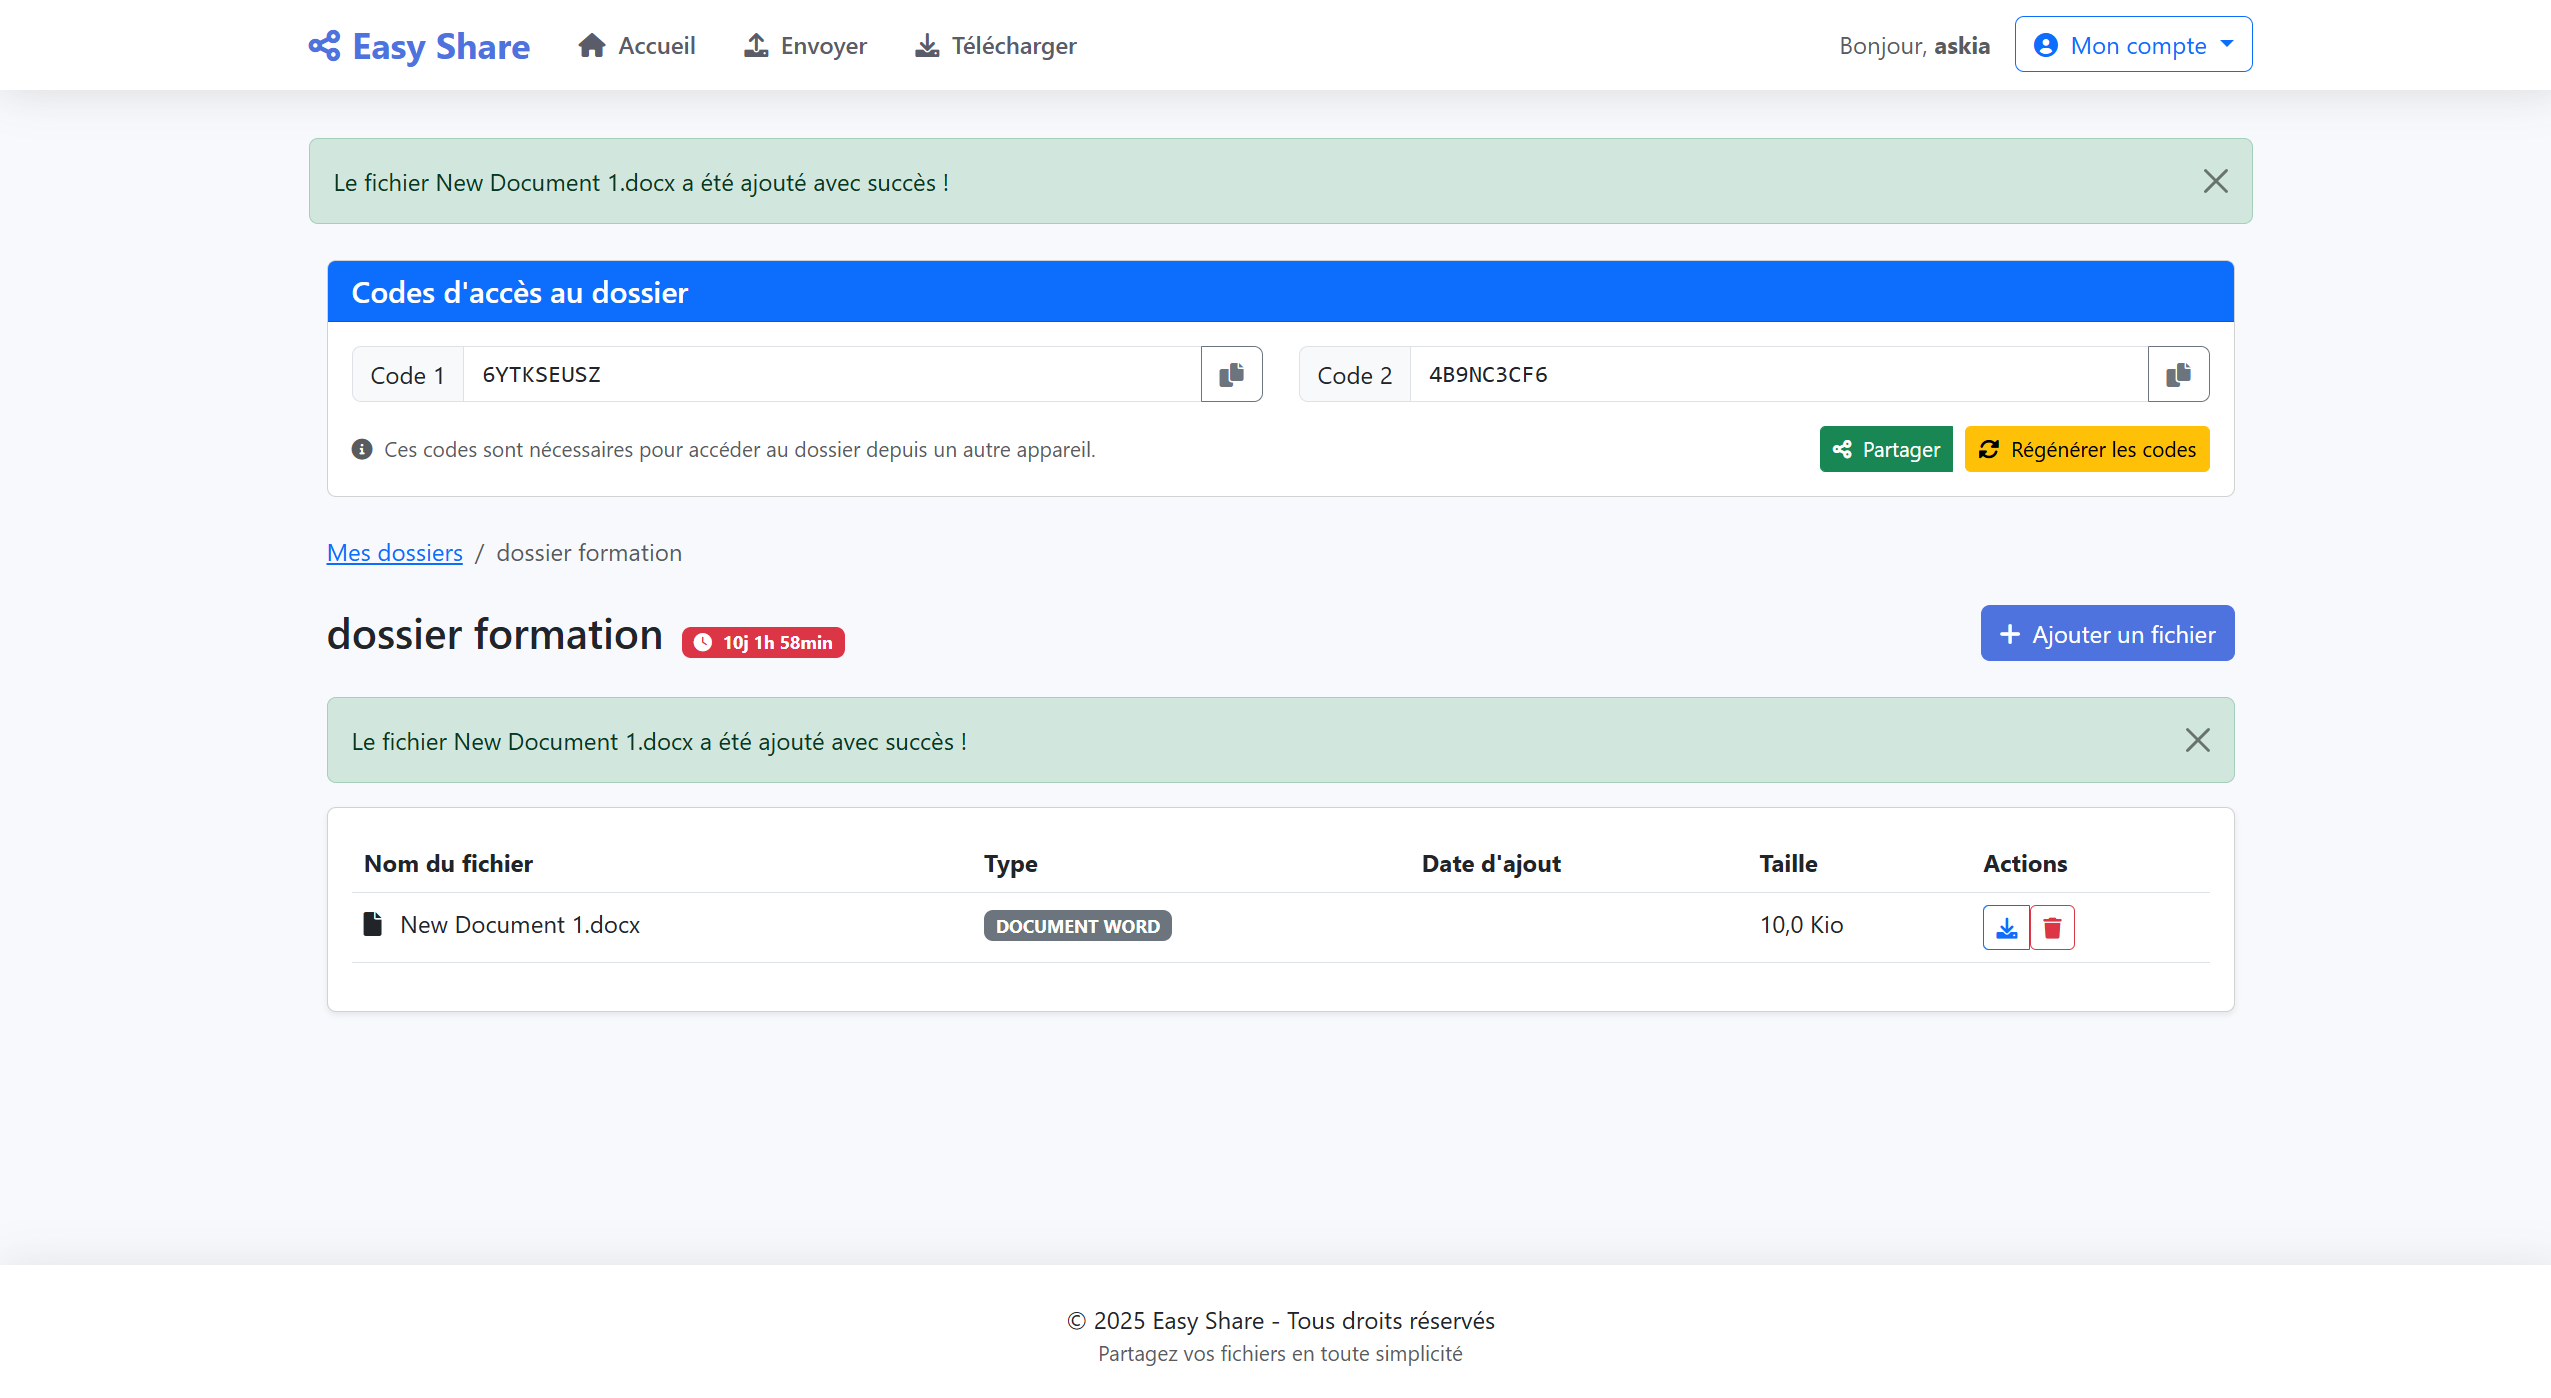 Easy Share Accueil Envoyer Télécharger Bonjour, askia Mon compte
Le fichier New Document 1.docx a été ajouté avec succès !
Codes d'accès au dossier
Code 1 6YTKSEUSZ Code 2 4B9NC3CF6
Ces codes sont nécessaires pour accéder au dossier depuis un autre appareil. Partager Régénérer les codes
Mes dossiers / dossier formation
dossier formation 10j 1h 58min Ajouter un fichier
Le fichier New Document 1.docx a été ajouté avec succès !
Nom du fichier Type Date d'ajout Taille Actions
New Document 1.docx DOCUMENT WORD 10,0 Kio
© 2025 Easy Share - Tous droits réservés
Partagez vos fichiers en toute simplicité